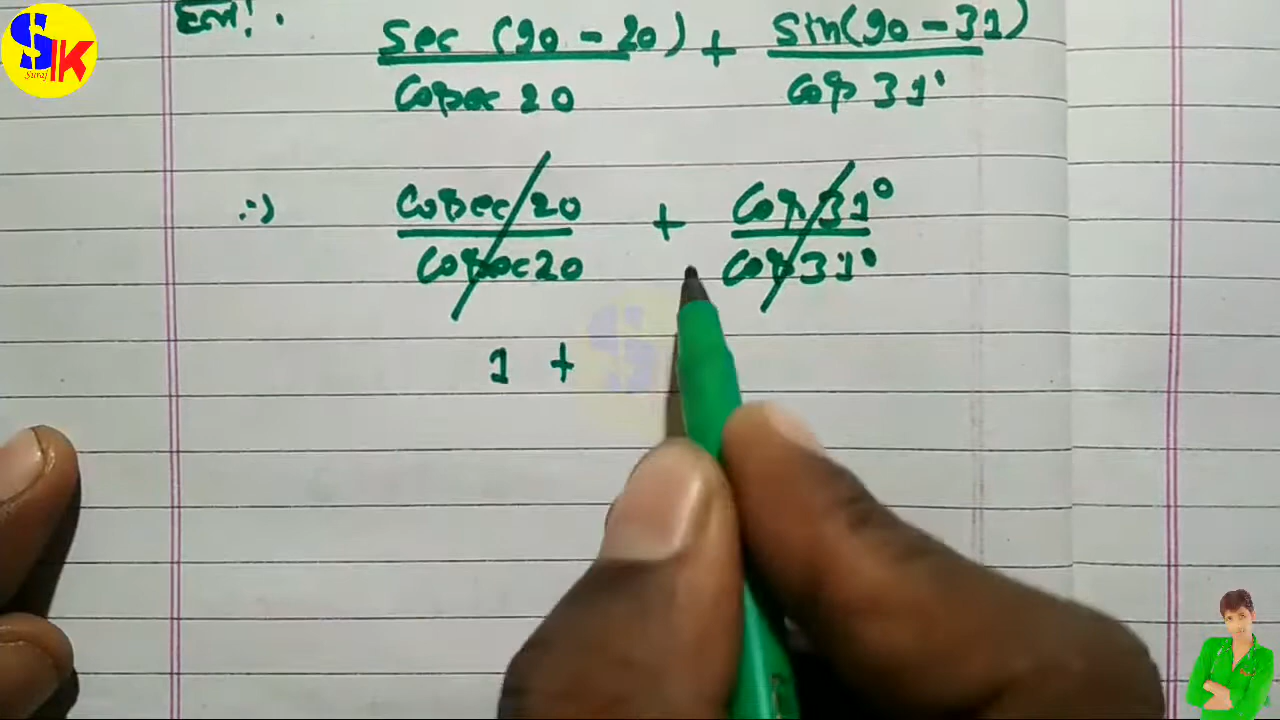 हल:.
Sec (90 - 20) + Sin(90 - 31)
Cosec 20 Cos 31°
∴) Cosec 20 + Cos 31°
Cosec 20 Cos 31°
1 +
SK
Suraj